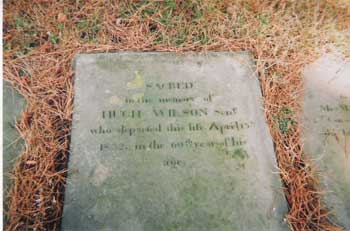 SACRED
to the memory of
HUGH WILSON Senr
who departed this life April 15th
1832, in the 60th year of his
age.